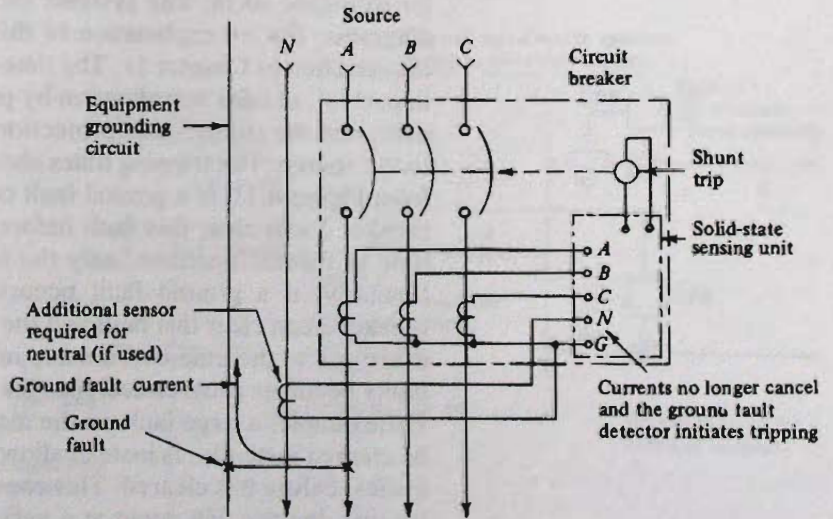 Source
N
A
B
C
Circuit
breaker
Equipment
grounding
circuit
Shunt
trip
Solid-state
sensing unit
A
B
C
N
G
Additional sensor
required for
neutral (if used)
Ground fault current
Ground
fault
Currents no longer cancel
and the ground fault
detector initiates tripping